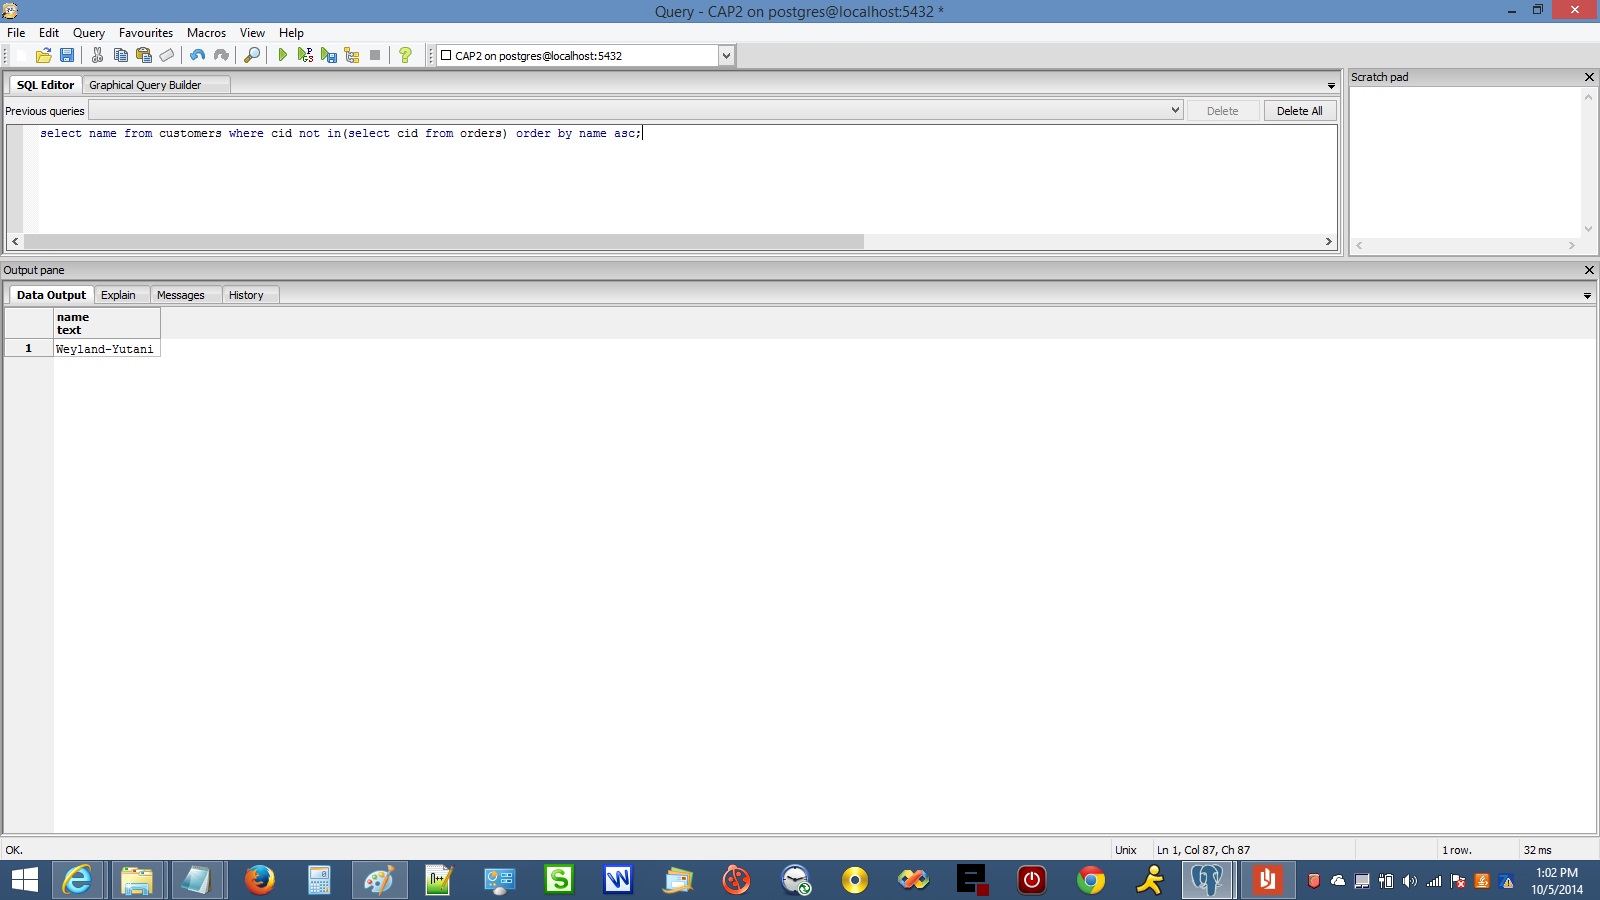 Query - CAP2 on postgres@localhost:5432 *
File Edit Query Favourites Macros View Help
CAP2 on postgres@localhost:5432
SQL Editor Graphical Query Builder
Scratch pad
Previous queries Delete Delete All
select name from customers where cid not in(select cid from orders) order by name asc;
Output pane
Data Output Explain Messages History
name
text
1 Weyland-Yutani
OK. Unix Ln 1, Col 87, Ch 87 1 row. 32 ms
1:02 PM
10/5/2014